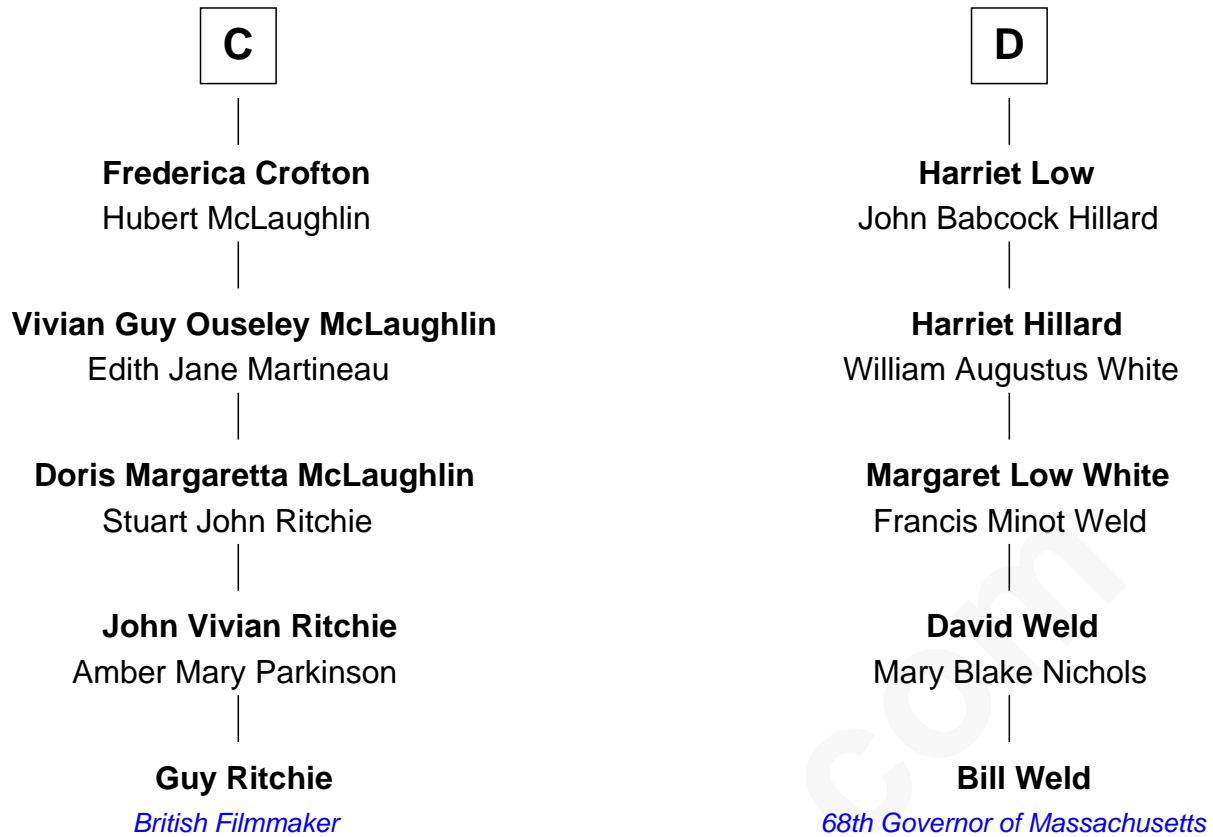 C
Frederica Crofton
Hubert McLaughlin
Vivian Guy Ouseley McLaughlin
Edith Jane Martineau
Doris Margaretta McLaughlin
Stuart John Ritchie
John Vivian Ritchie
Amber Mary Parkinson
Guy Ritchie
British Filmmaker
D
Harriet Low
John Babcock Hillard
Harriet Hillard
William Augustus White
Margaret Low White
Francis Minot Weld
David Weld
Mary Blake Nichols
Bill Weld
68th Governor of Massachusetts
com